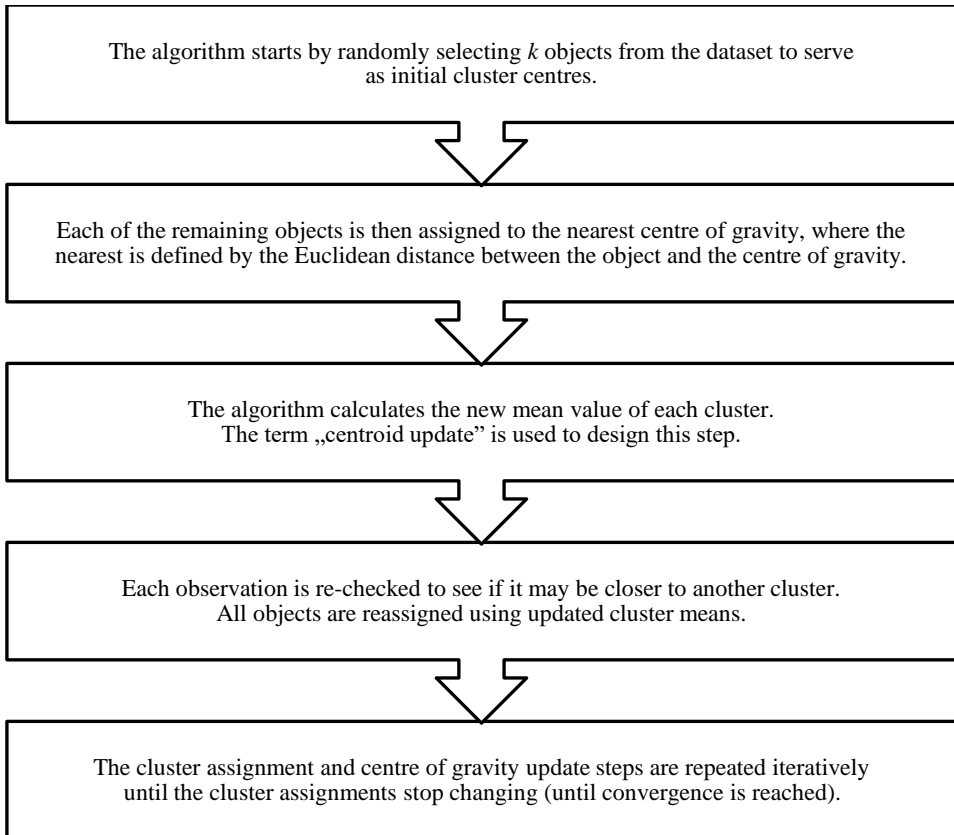 The algorithm starts by randomly selecting k objects from the dataset to serve
as initial cluster centres.
Each of the remaining objects is then assigned to the nearest centre of gravity, where the
nearest is defined by the Euclidean distance between the object and the centre of gravity.
The algorithm calculates the new mean value of each cluster.
The term „centroid update” is used to design this step.
Each observation is re-checked to see if it may be closer to another cluster.
All objects are reassigned using updated cluster means.
The cluster assignment and centre of gravity update steps are repeated iteratively
until the cluster assignments stop changing (until convergence is reached).